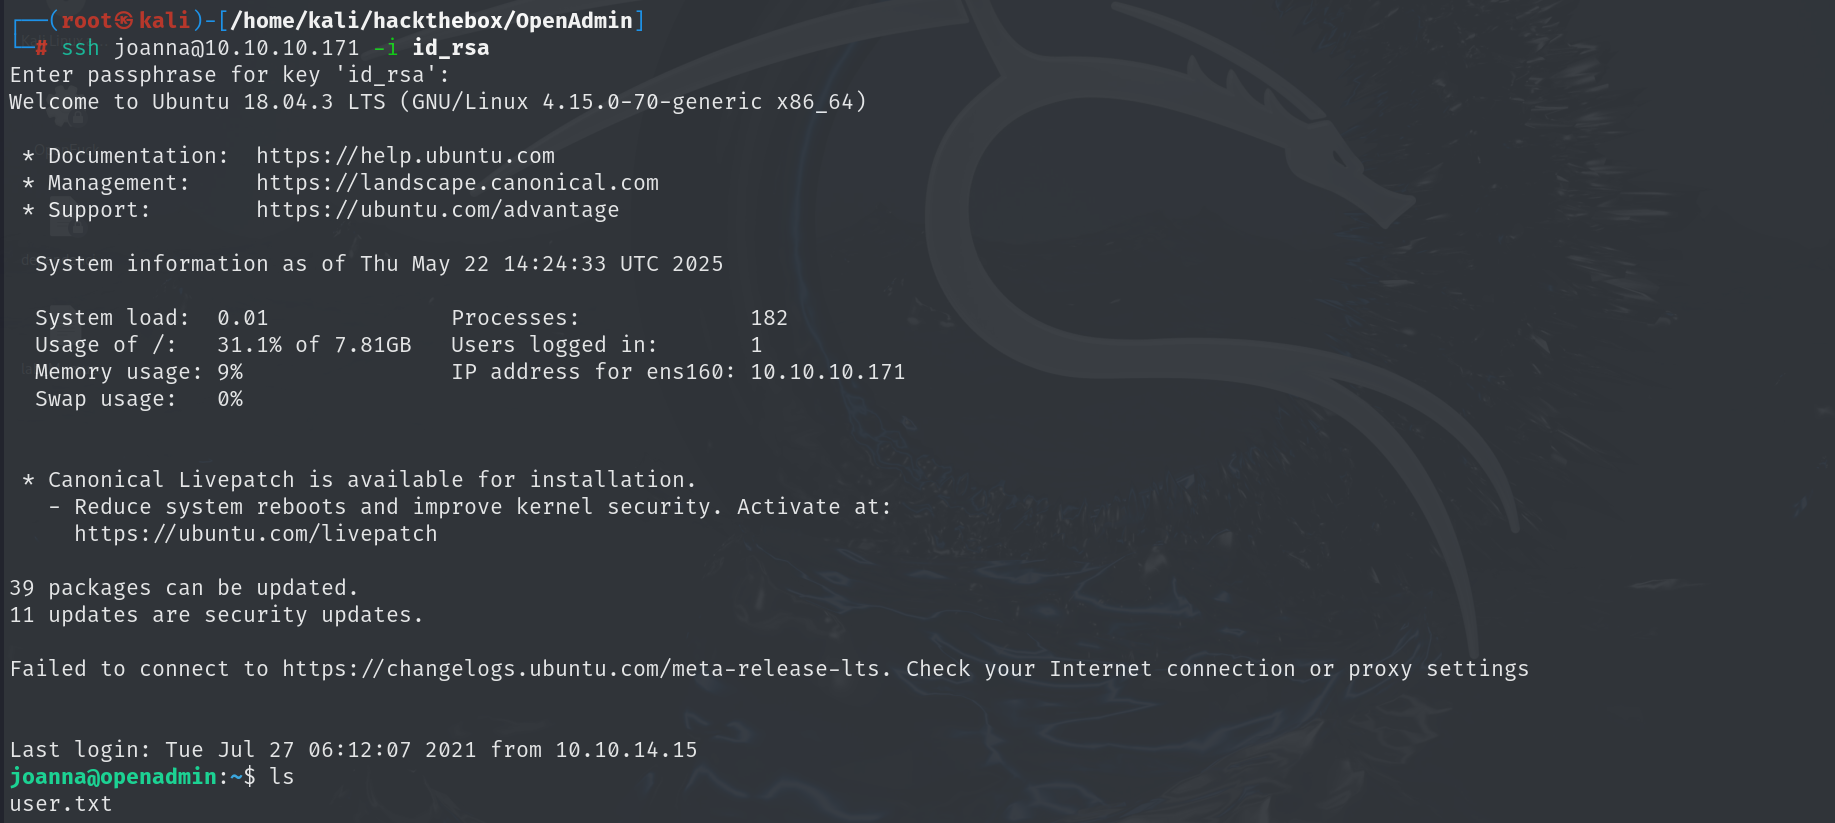 ┌──(root㉿kali)-[/home/kali/hackthebox/OpenAdmin]
└─# ssh joanna@10.10.10.171 -i id_rsa
Enter passphrase for key 'id_rsa':
Welcome to Ubuntu 18.04.3 LTS (GNU/Linux 4.15.0-70-generic x86_64)
* Documentation:  https://help.ubuntu.com
* Management:     https://landscape.canonical.com
* Support:        https://ubuntu.com/advantage
System information as of Thu May 22 14:24:33 UTC 2025
System load:  0.01              Processes:             182
Usage of /:   31.1% of 7.81GB   Users logged in:       1
Memory usage: 9%                IP address for ens160: 10.10.10.171
Swap usage:   0%
* Canonical Livepatch is available for installation.
- Reduce system reboots and improve kernel security. Activate at:
https://ubuntu.com/livepatch
39 packages can be updated.
11 updates are security updates.
Failed to connect to https://changelogs.ubuntu.com/meta-release-lts. Check your Internet connection or proxy settings
Last login: Tue Jul 27 06:12:07 2021 from 10.10.14.15
joanna@openadmin:~$ ls
user.txt